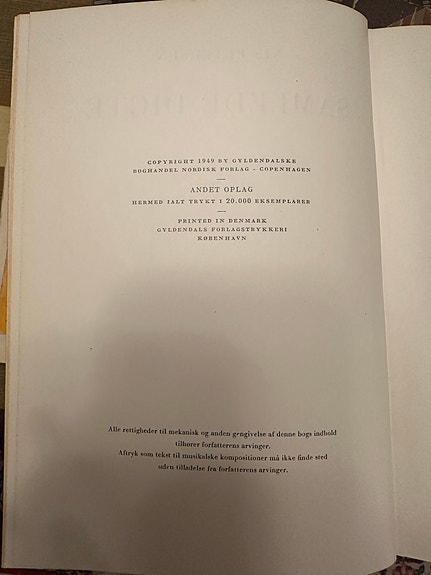 COPYRIGHT 1949 BY GYLDENDALSKE
BOGHANDEL NORDISK FORLAG - COPENHAGEN
ANDET OPLAG
HERMED IALT TRYKT I 20.000 EKSEMPLARER
PRINTED IN DENMARK
GYLDENDALS FORLAGSTRYKKERI
KØBENHAVN
Alle rettigheder til mekanisk og anden gengivelse af denne bogs indhold
tilhører forfatterens arvinger.
Aftryk som tekst til musikalske kompositioner må ikke finde sted
uden tilladelse fra forfatterens arvinger.